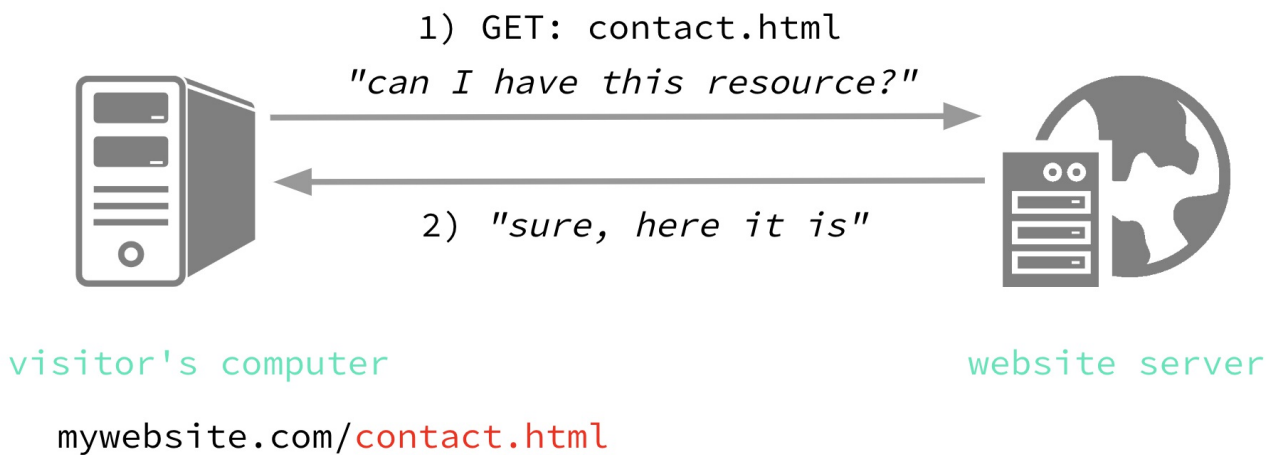 1) GET: contact.html
"can I have this resource?"
2) "sure, here it is"
visitor's computer
website server
mywebsite.com/contact.html